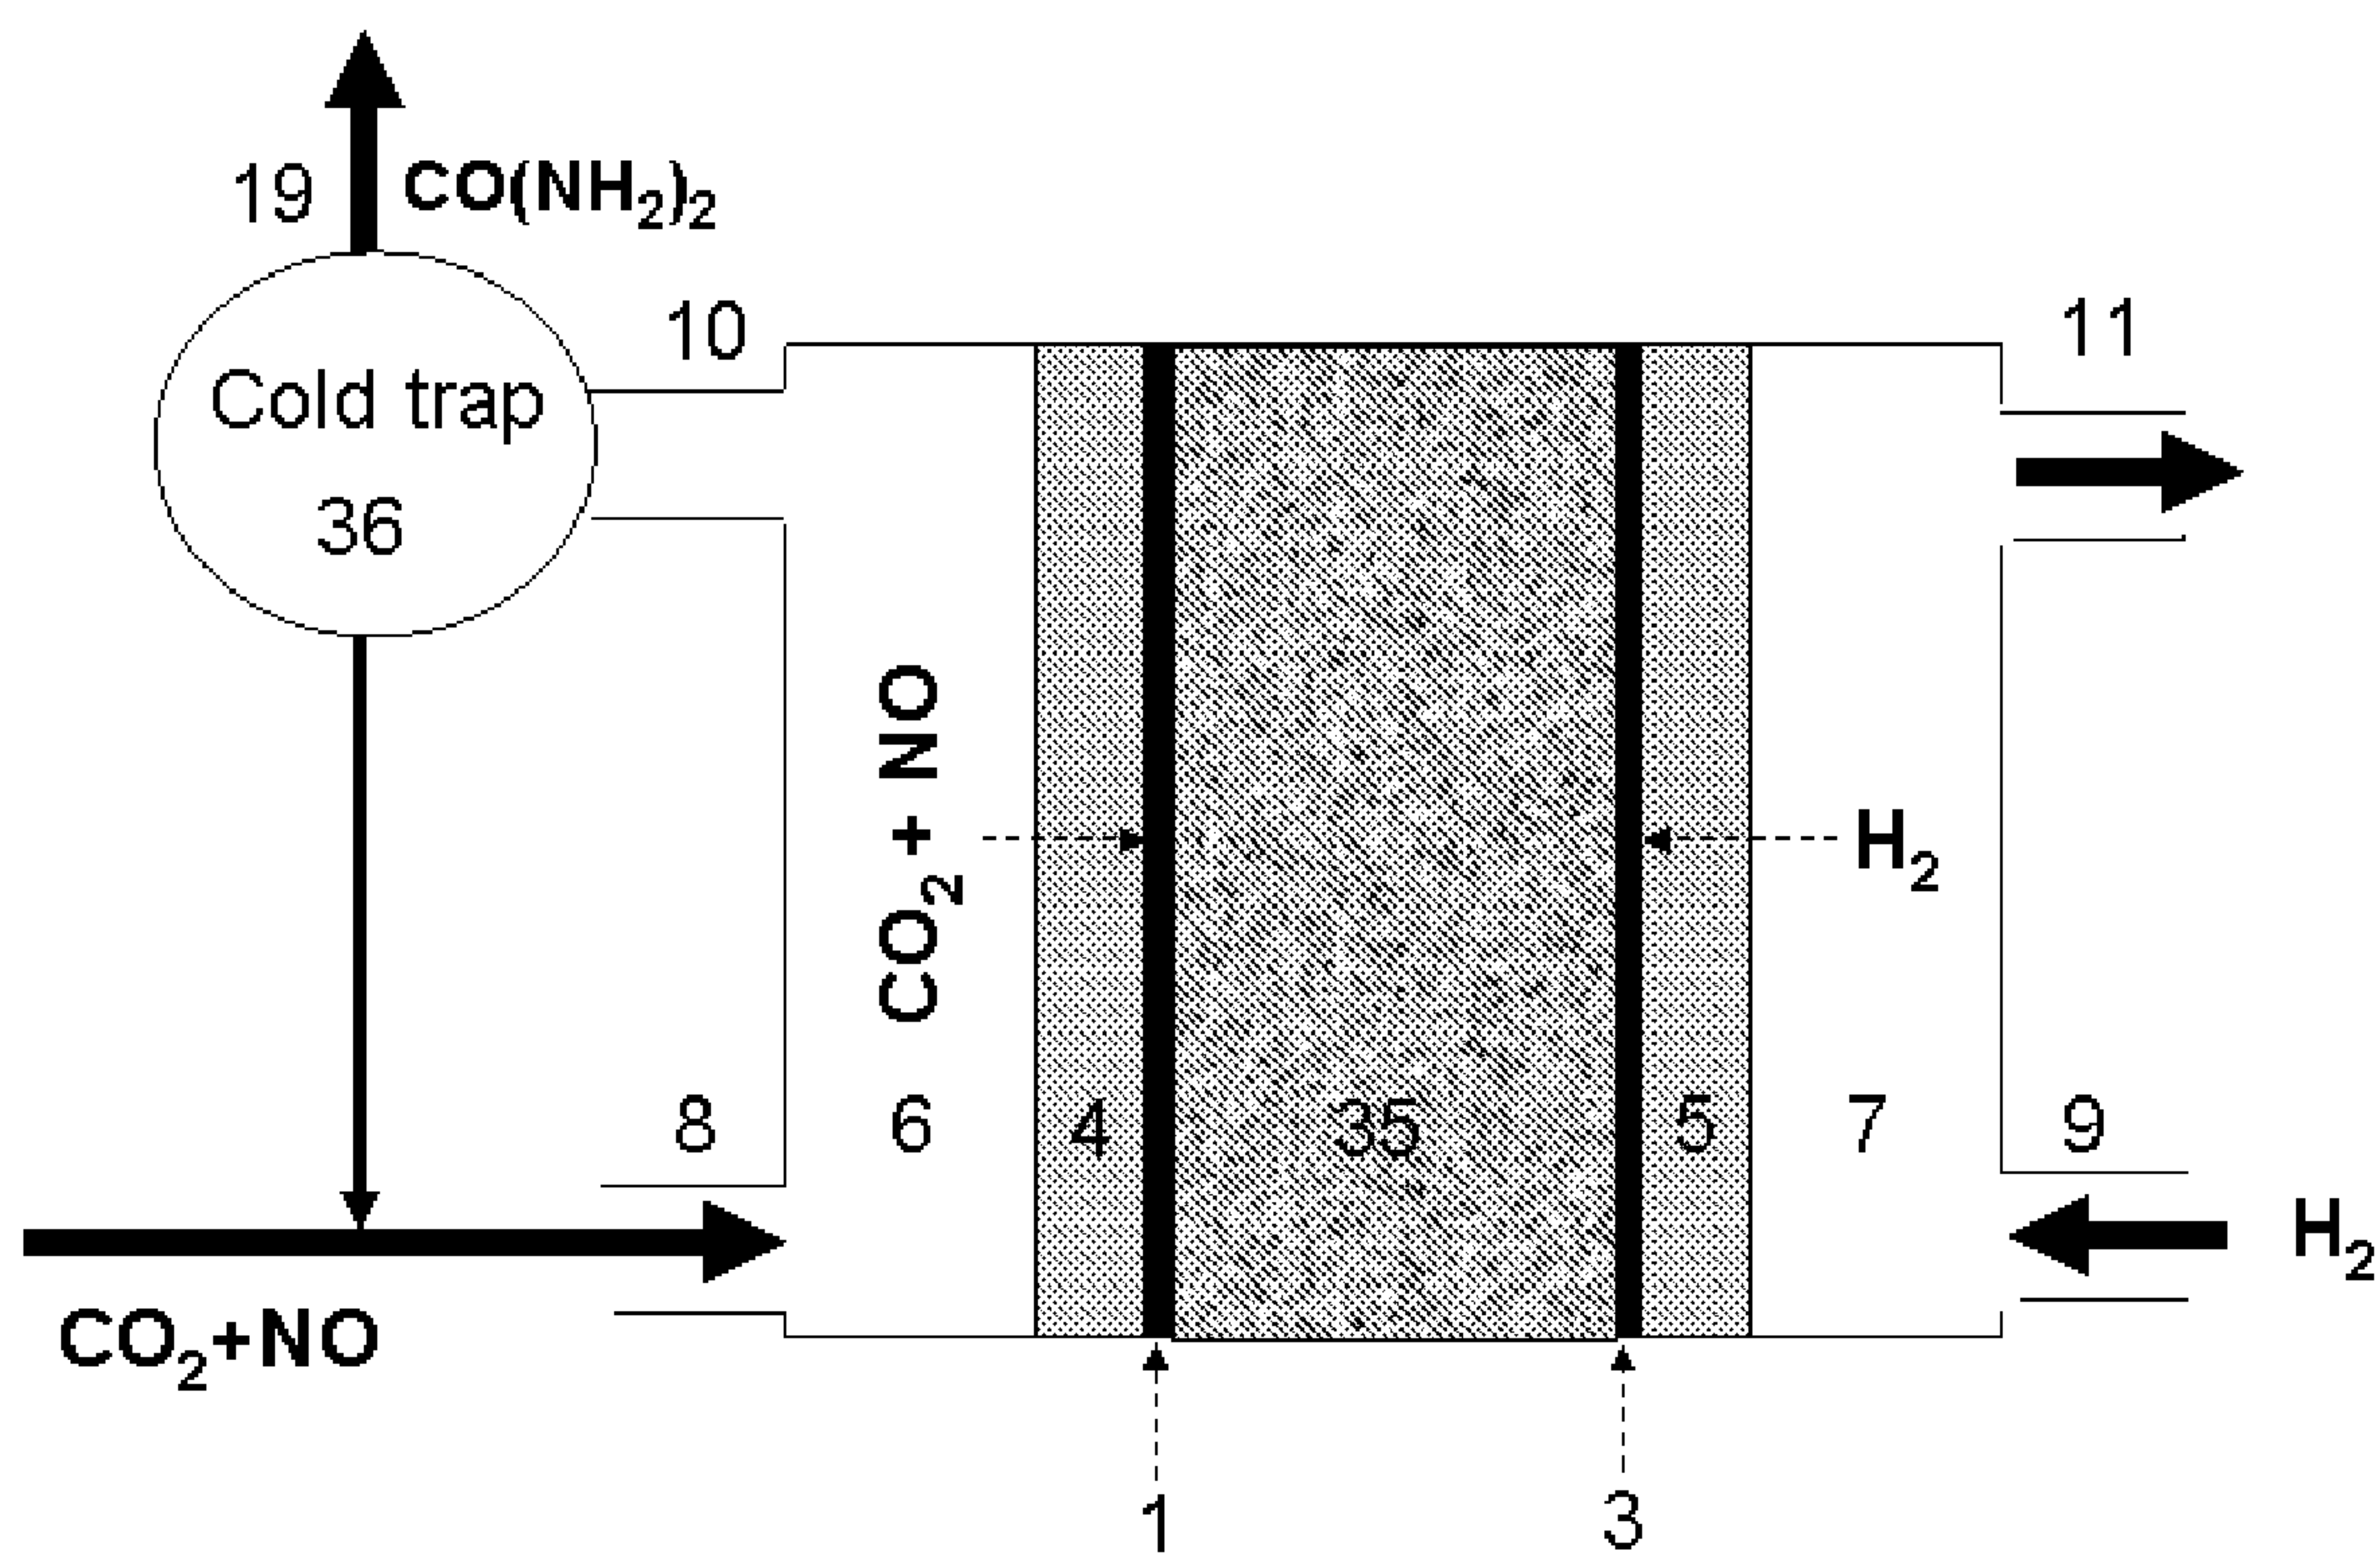 19 CO(NH₂)₂
10
11
Cold trap
36
CO₂ + NO
H₂
8
6
4
35
5
7
9
H₂
CO₂+NO
1
3